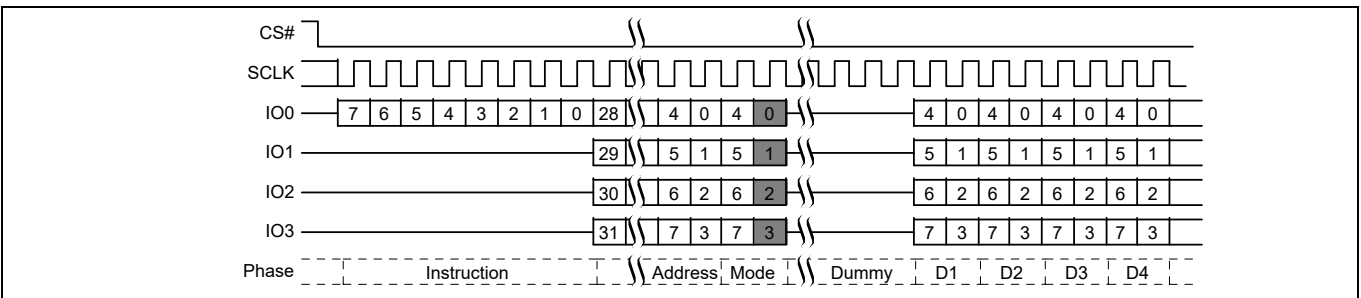 CS#
SCLK
IO0 7 6 5 4 3 2 1 0 28 4 0 4 0 4 0 4 0 4 0 4 0
IO1 29 5 1 5 1 5 1 5 1 5 1 5 1
IO2 30 6 2 6 2 6 2 6 2 6 2 6 2
IO3 31 7 3 7 3 7 3 7 3 7 3 7 3
Phase Instruction Address Mode Dummy D1 D2 D3 D4